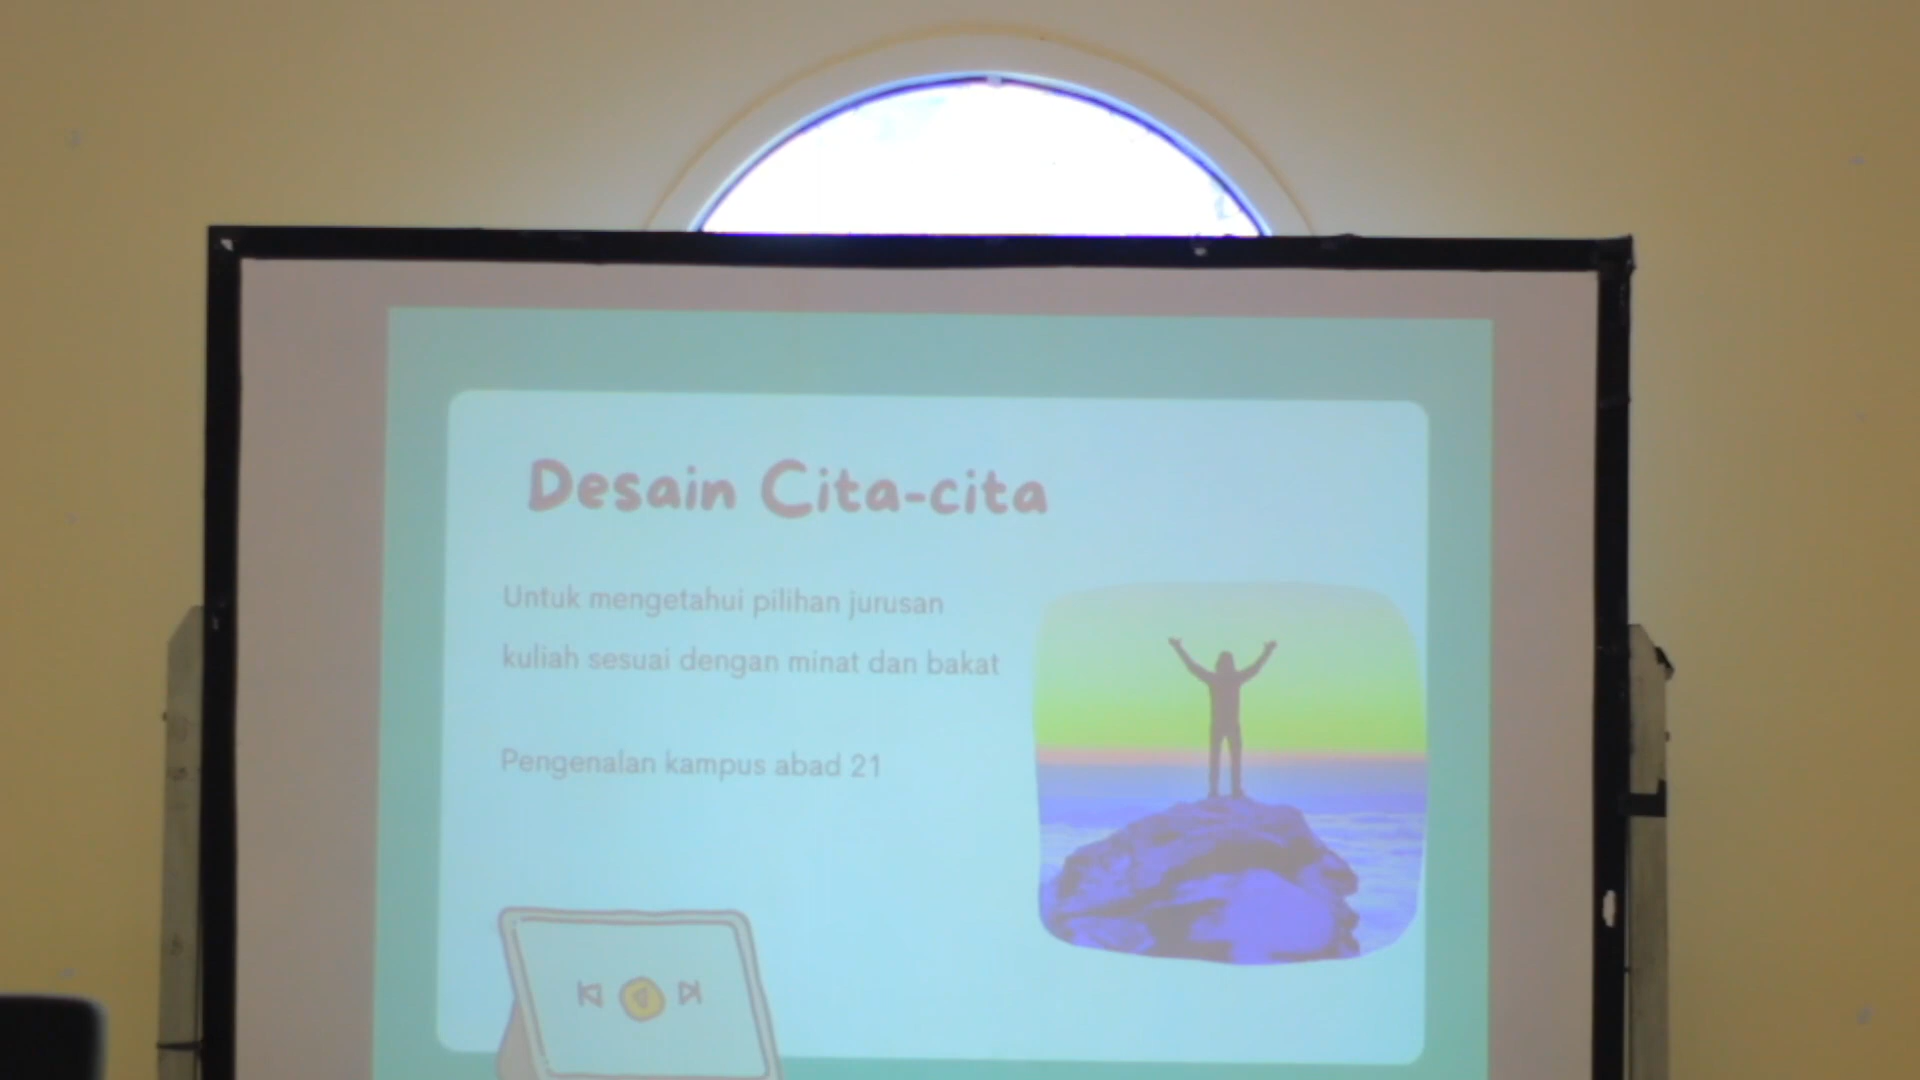 Desain Cita-cita
Untuk mengetahui pilihan jurusan
kuliah sesuai dengan minat dan bakat
Pengenalan kampus abad 21